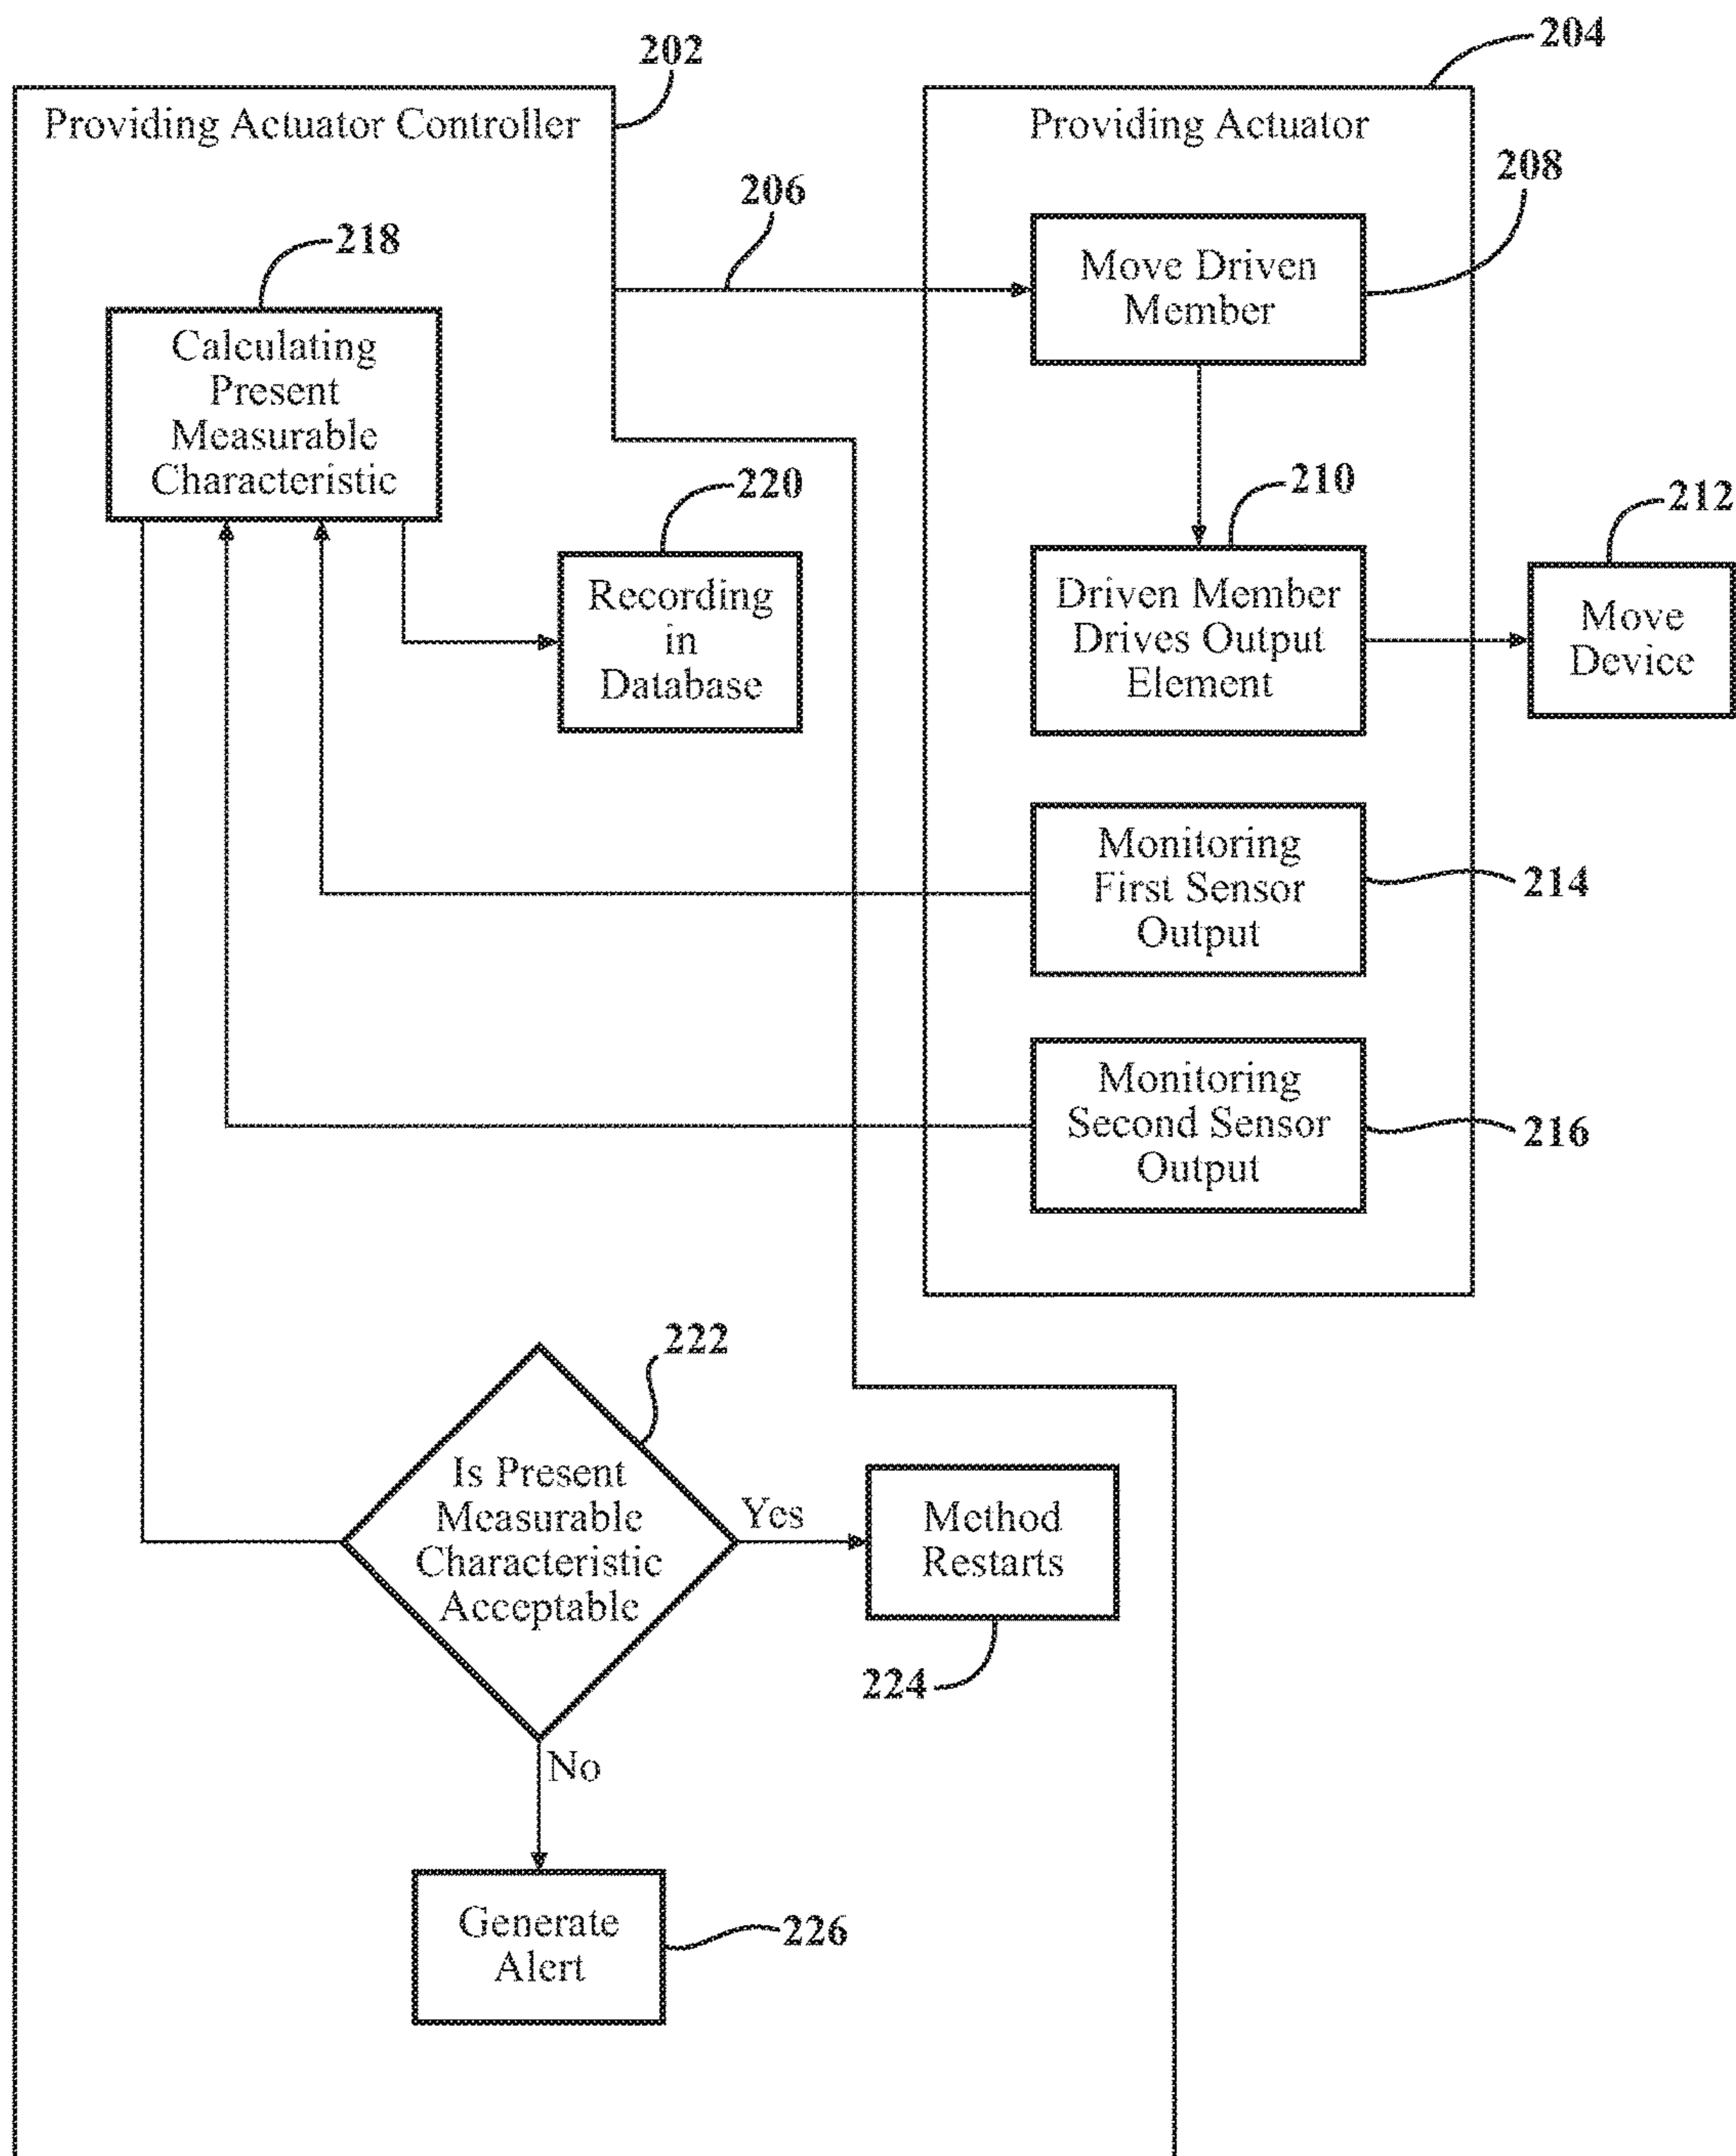 202
204
Providing Actuator Controller
Providing Actuator
208
206
218
Move Driven
Member
Calculating
Present
Measurable
Characteristic
220
210
212
Recording
in
Database
Driven Member
Drives Output
Element
Move
Device
Monitoring
First Sensor
Output
214
Monitoring
Second Sensor
Output
216
222
Is Present
Measurable
Characteristic
Acceptable
Yes
Method
Restarts
224
No
Generate
Alert
226